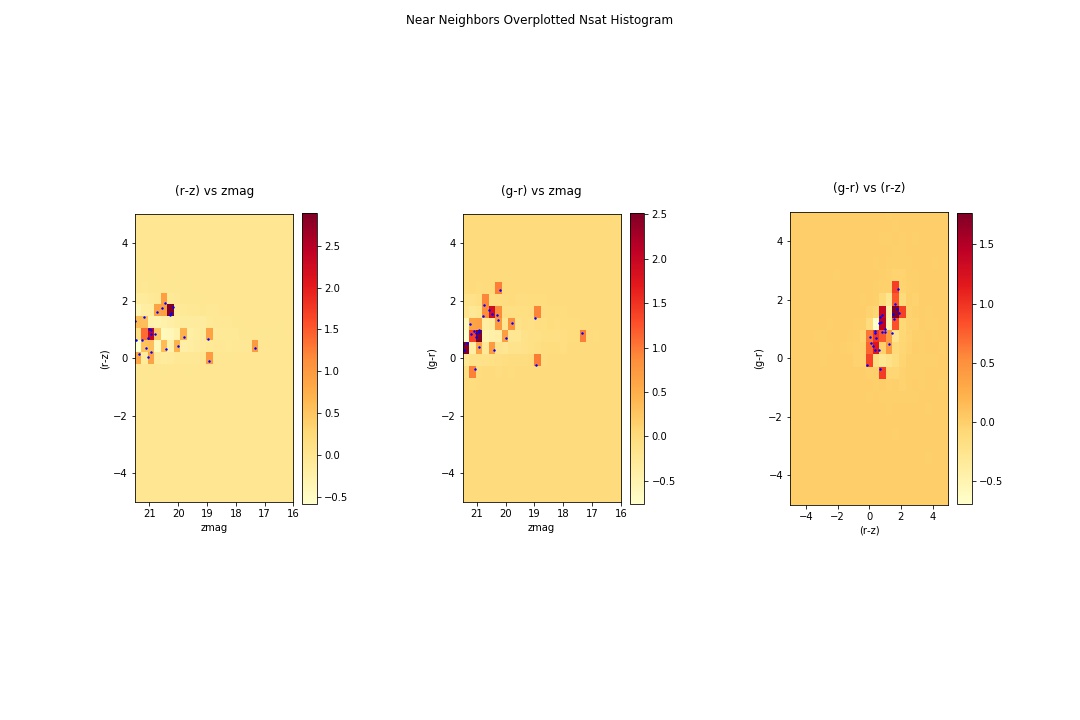 Near Neighbors Overplotted Nsat Histogram
(r-z) vs zmag
(r-z)
4
2
0
−2
−4
21 20 19 18 17 16
zmag
2.5
2.0
1.5
1.0
0.5
0.0
−0.5
(g-r) vs zmag
(g-r)
4
2
0
−2
−4
21 20 19 18 17 16
zmag
2.5
2.0
1.5
1.0
0.5
0.0
−0.5
(g-r) vs (r-z)
(g-r)
4
2
0
−2
−4
−4 −2 0 2 4
(r-z)
1.5
1.0
0.5
0.0
−0.5